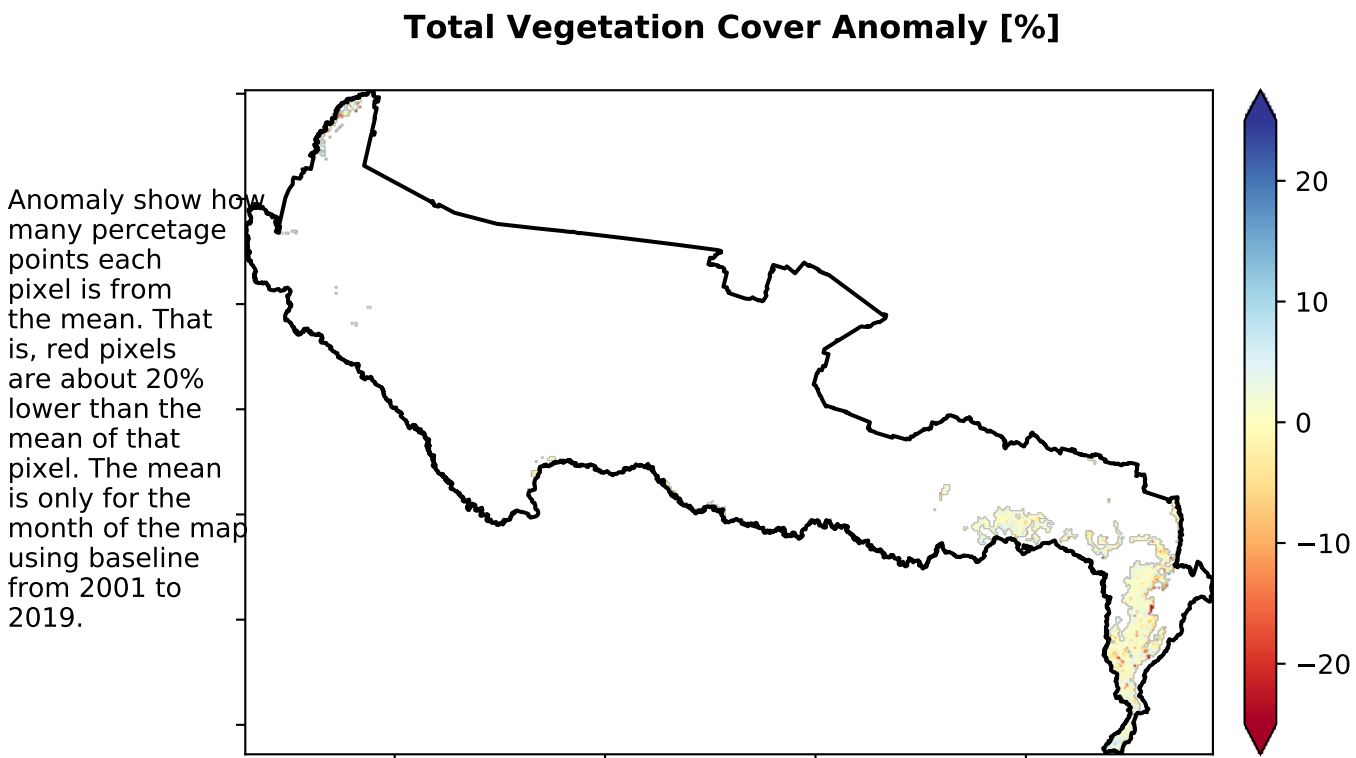 Total Vegetation Cover Anomaly [%]
Anomaly show how
many percetage
points each
pixel is from
the mean. That
is, red pixels
are about 20%
lower than the
mean of that
pixel. The mean
is only for the
month of the map
using baseline
from 2001 to
2019.
20
10
0
−10
−20